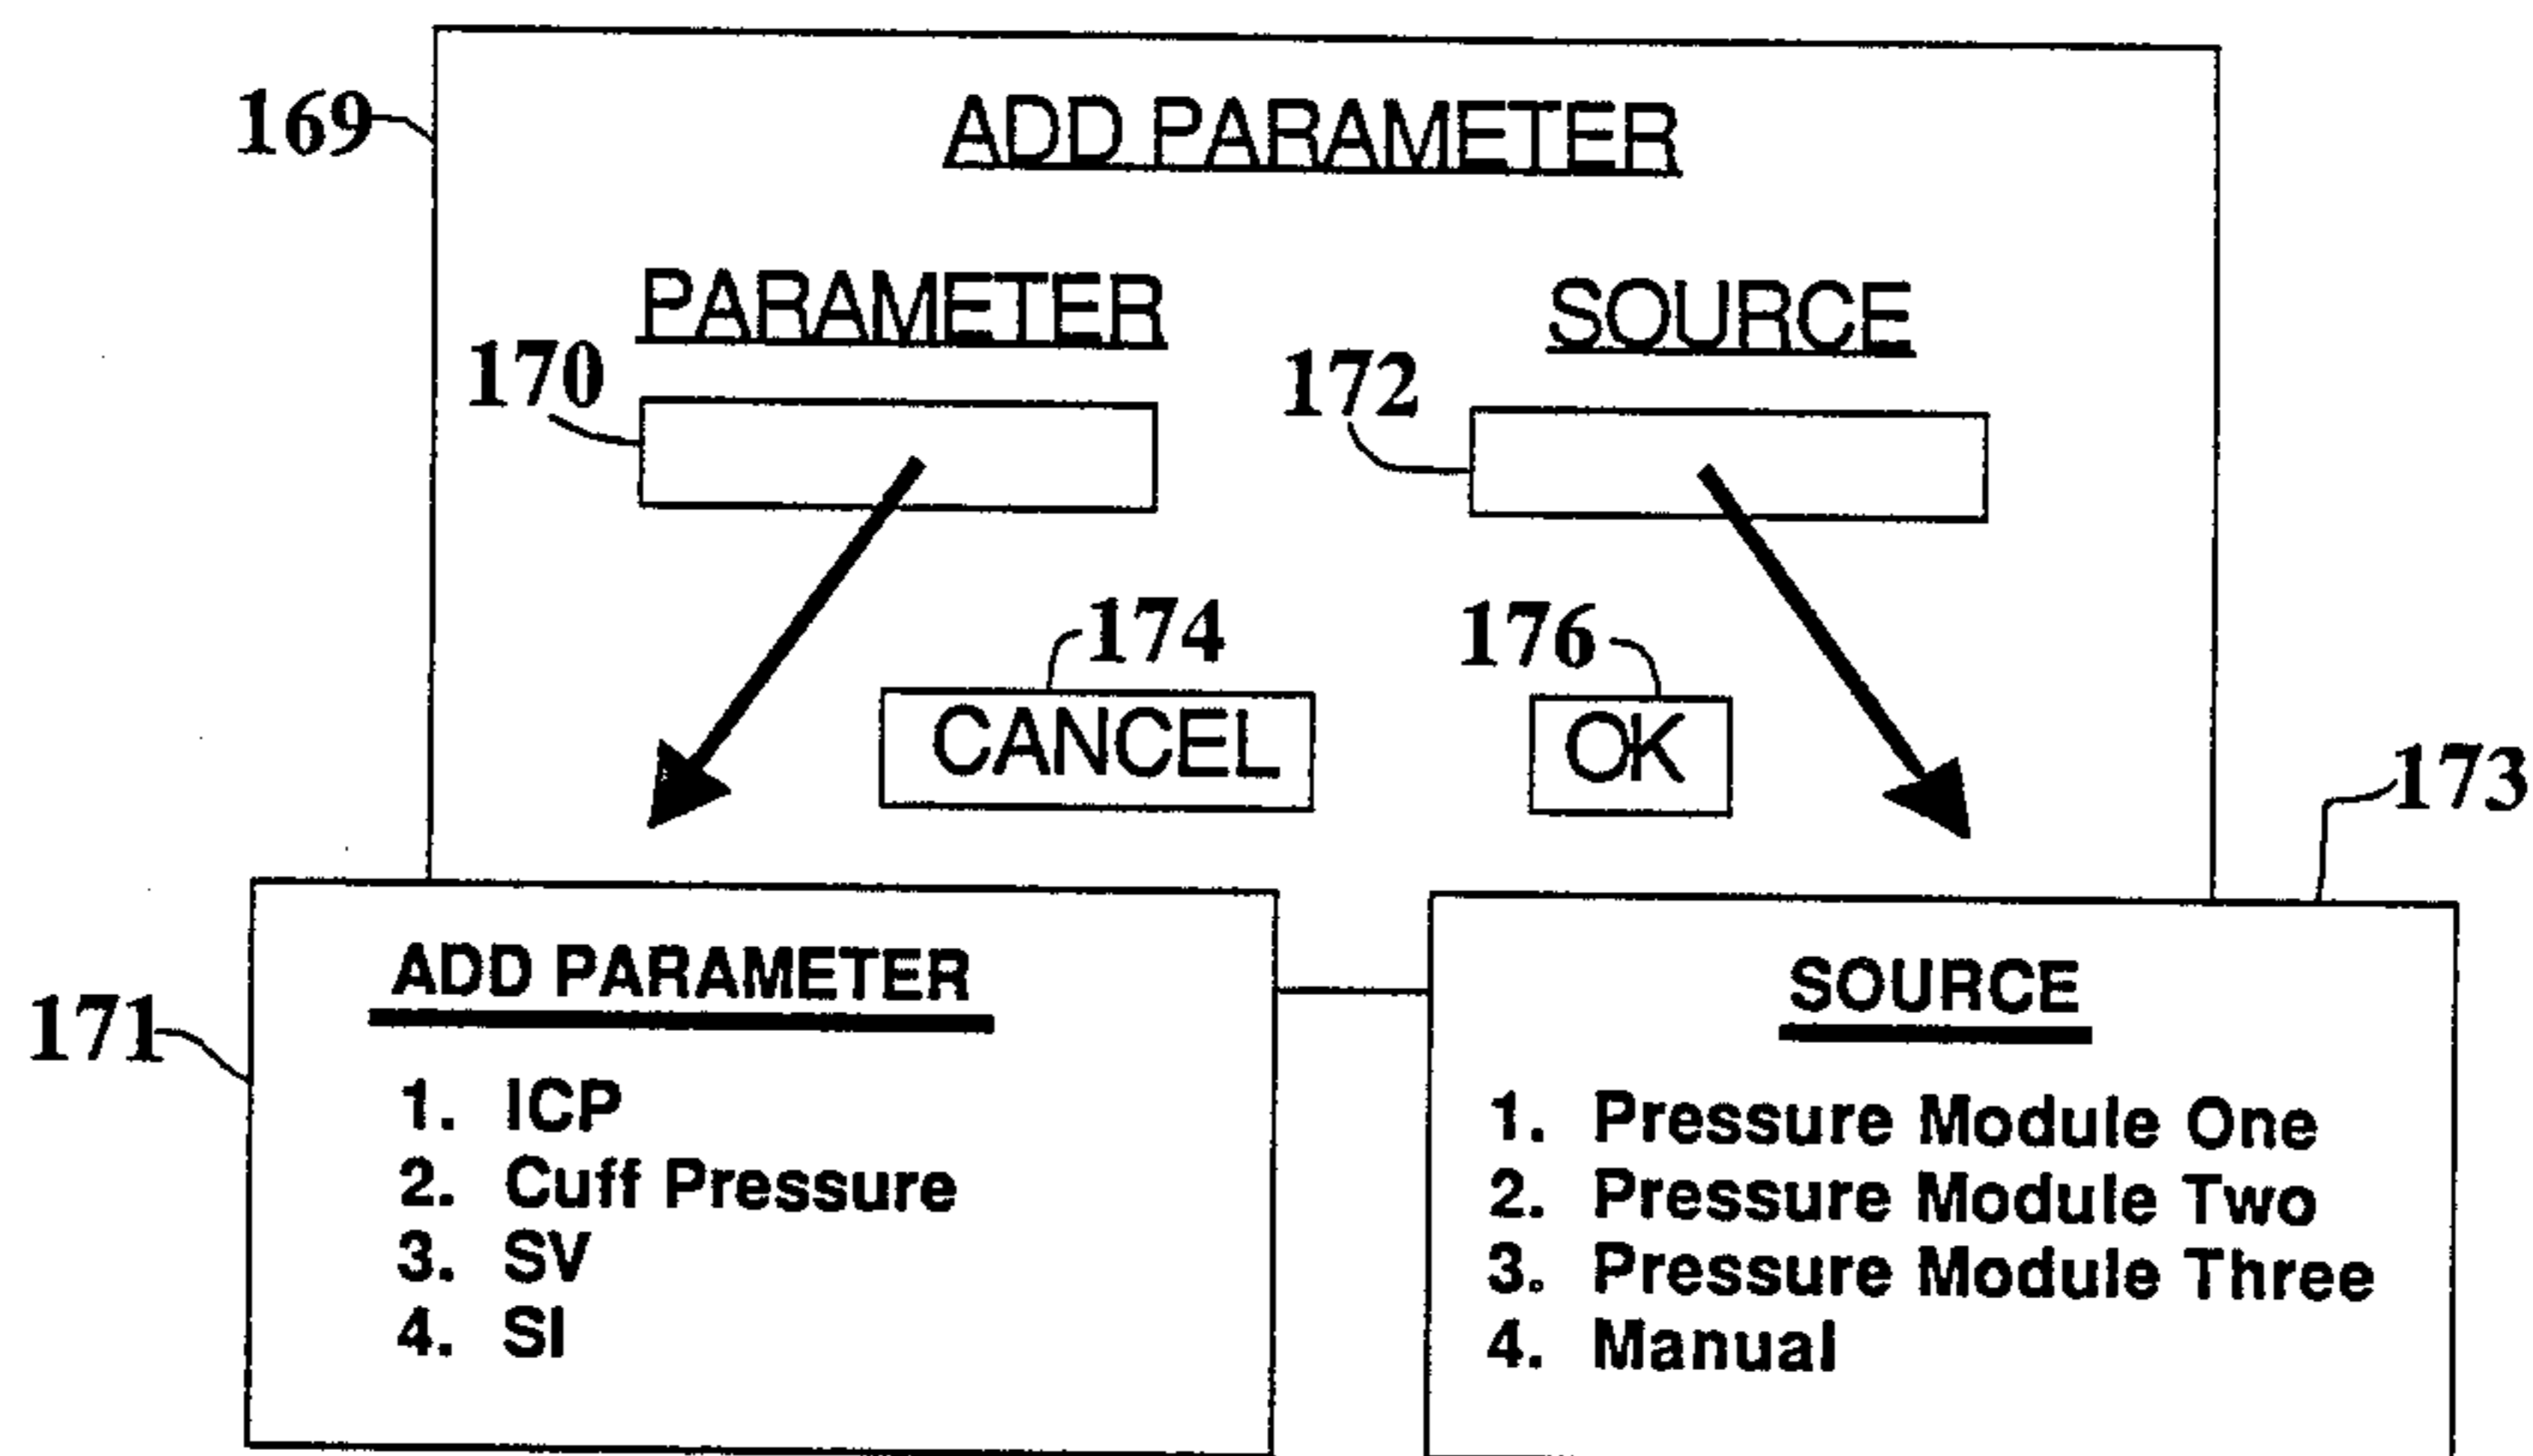 169
ADD PARAMETER
PARAMETER
SOURCE
170
172
174
176
CANCEL
OK
173
171
ADD PARAMETER
1. ICP
2. Cuff Pressure
3. SV
4. SI
SOURCE
1. Pressure Module One
2. Pressure Module Two
3. Pressure Module Three
4. Manual